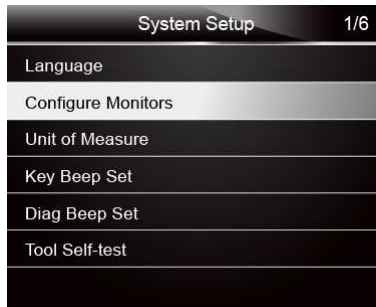 System Setup 1/6
Language
Configure Monitors
Unit of Measure
Key Beep Set
Diag Beep Set
Tool Self-test